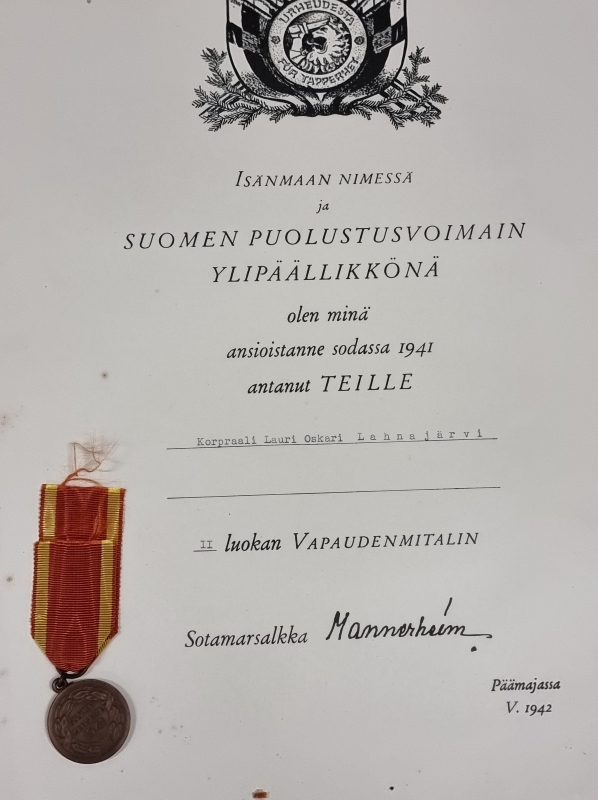 URHEUDESTA
FÖR TAPPERHET
ISÄNMAAN NIMESSÄ
ja
SUOMEN PUOLUSTUSVOIMAIN
YLIPÄÄLLIKKÖNÄ
olen minä
ansioistanne sodassa 1941
antanut TEILLE
Korpraali Lauri Oskari Lahnajärvi
II luokan VAPAUDENMITALIN
Sotamarsalkka Mannerheim.
Päämajassa
V. 1942